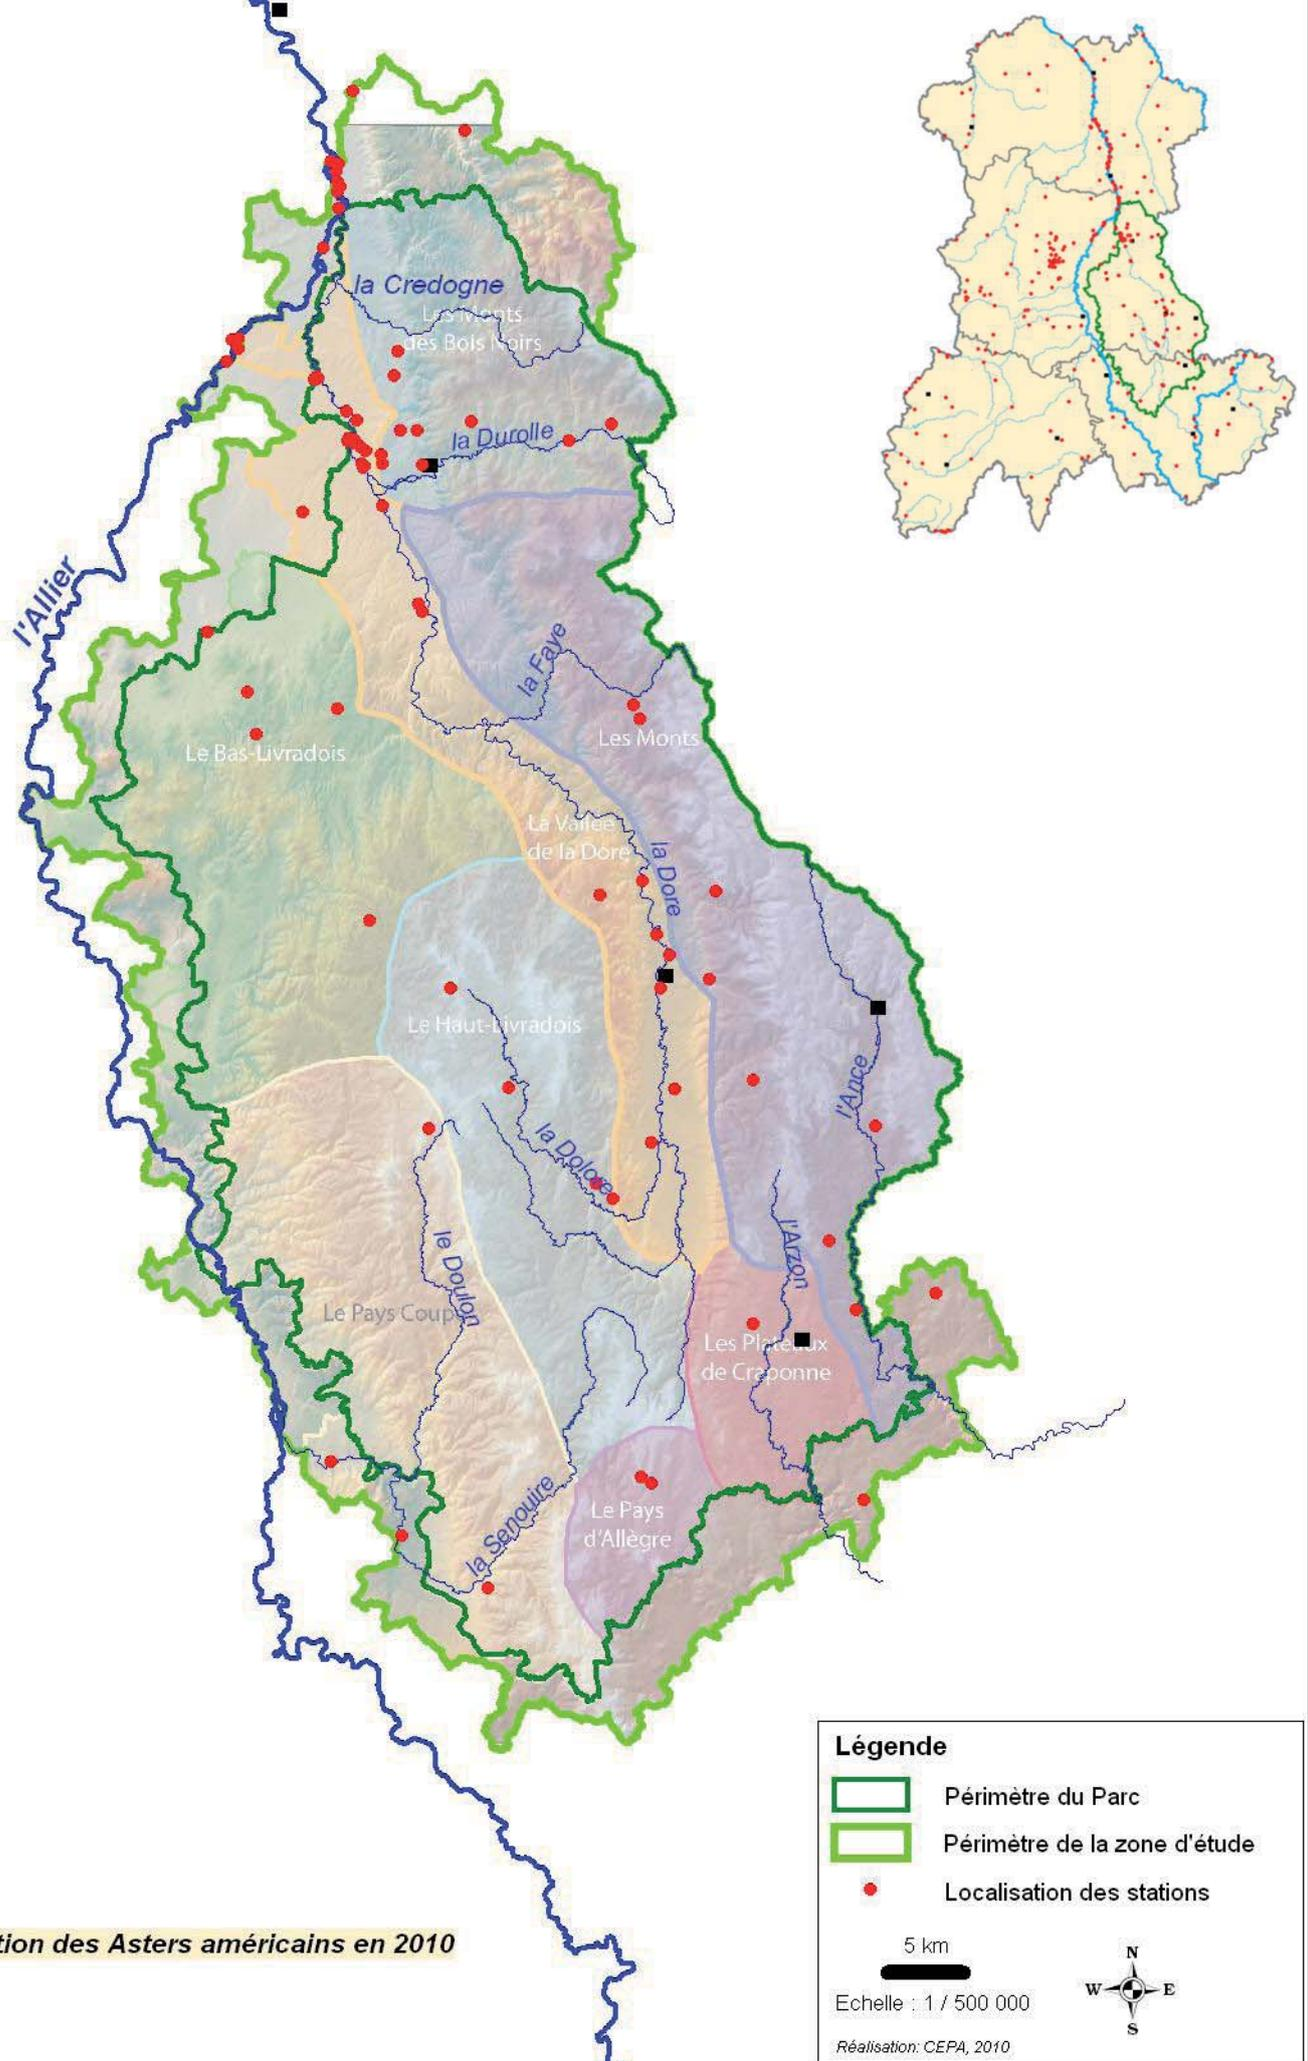 la Credogne
Les Monts
des Bois Noirs
la Durolle
l'Allier
la Faye
Les Monts
Le Bas-Livradois
La Vallée
de la Dore
la Dore
Le Haut-Livradois
l'Ance
la Dolore
l'Arzon
le Doulon
Le Pays Coupé
Les Plateaux
de Craponne
la Senouire
Le Pays
d'Allègre
Légende
Périmètre du Parc
Périmètre de la zone d'étude
Localisation des stations
5 km
Echelle : 1 / 500 000
N
W E
S
Réalisation: CEPA, 2010
tion des Asters américains en 2010